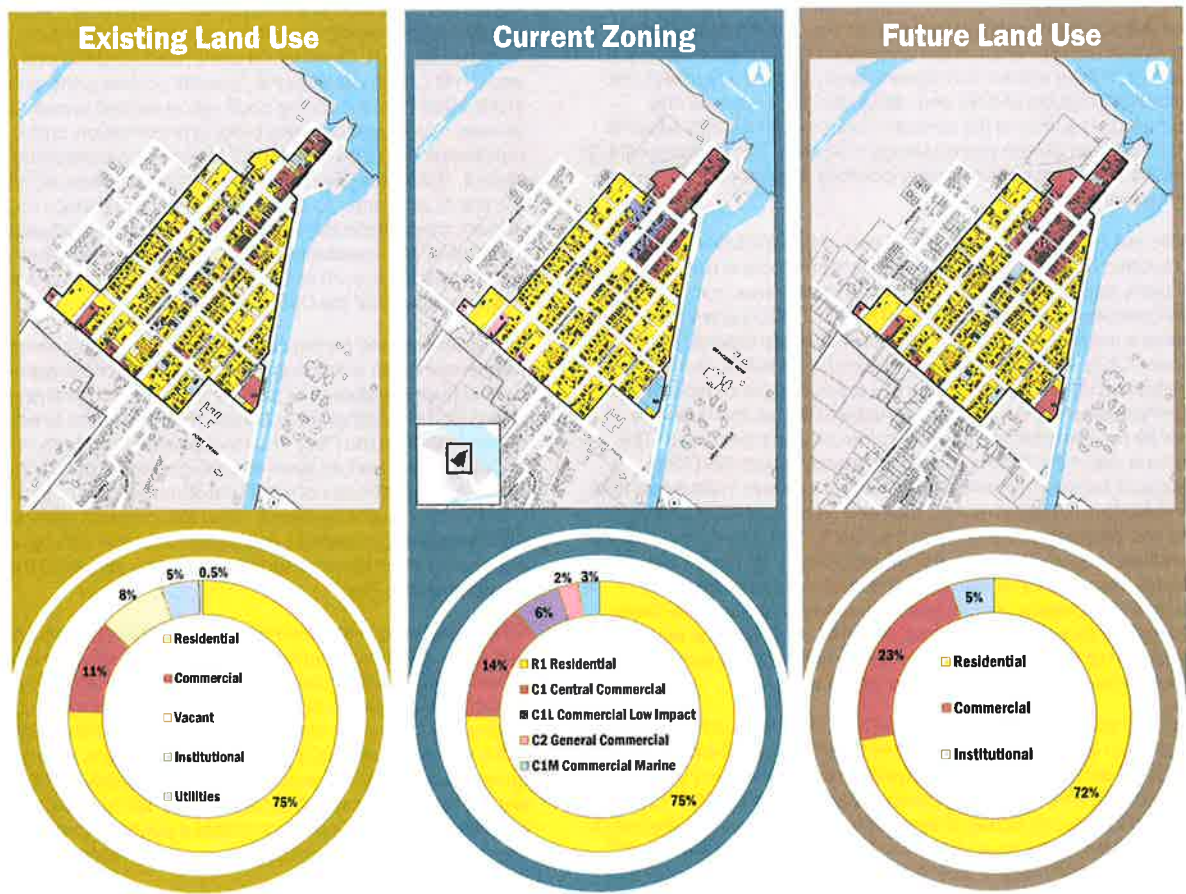 Existing Land Use
8%
5%
0.5%
11%
75%
Residential
Commercial
Vacant
Institutional
Utilities
Current Zoning
2%
3%
6%
14%
75%
R1 Residential
C1 Central Commercial
C1L Commercial Low Impact
C2 General Commercial
C1M Commercial Marine
Future Land Use
5%
23%
72%
Residential
Commercial
Institutional